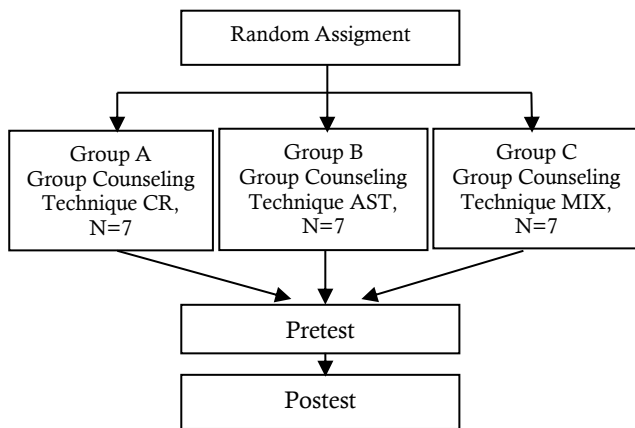 Random Assigment
Group A
Group Counseling
Technique CR,
N=7
Group B
Group Counseling
Technique AST,
N=7
Group C
Group Counseling
Technique MIX,
N=7
Pretest
Postest